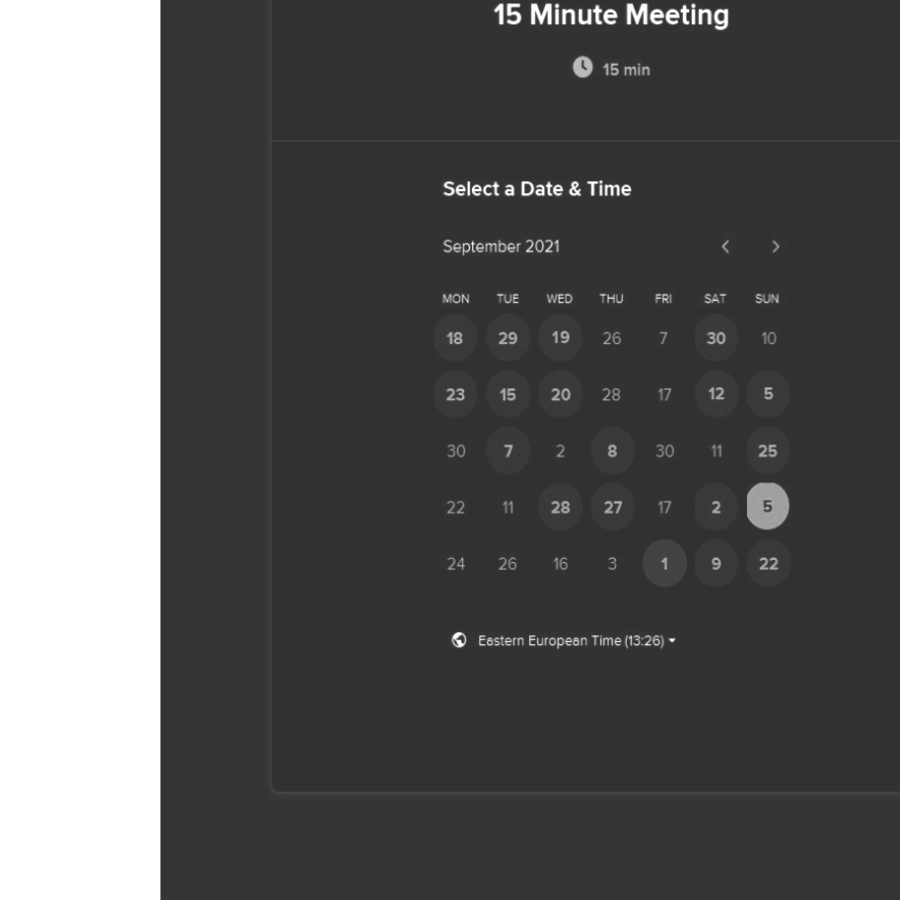 15 Minute Meeting
15 min
Select a Date & Time
September 2021
MON TUE WED THU FRI SAT SUN
18 29 19 26 7 30 10
23 15 20 28 17 12 5
30 7 2 8 30 11 25
22 11 28 27 17 2 5
24 26 16 3 1 9 22
Eastern European Time (13:26)